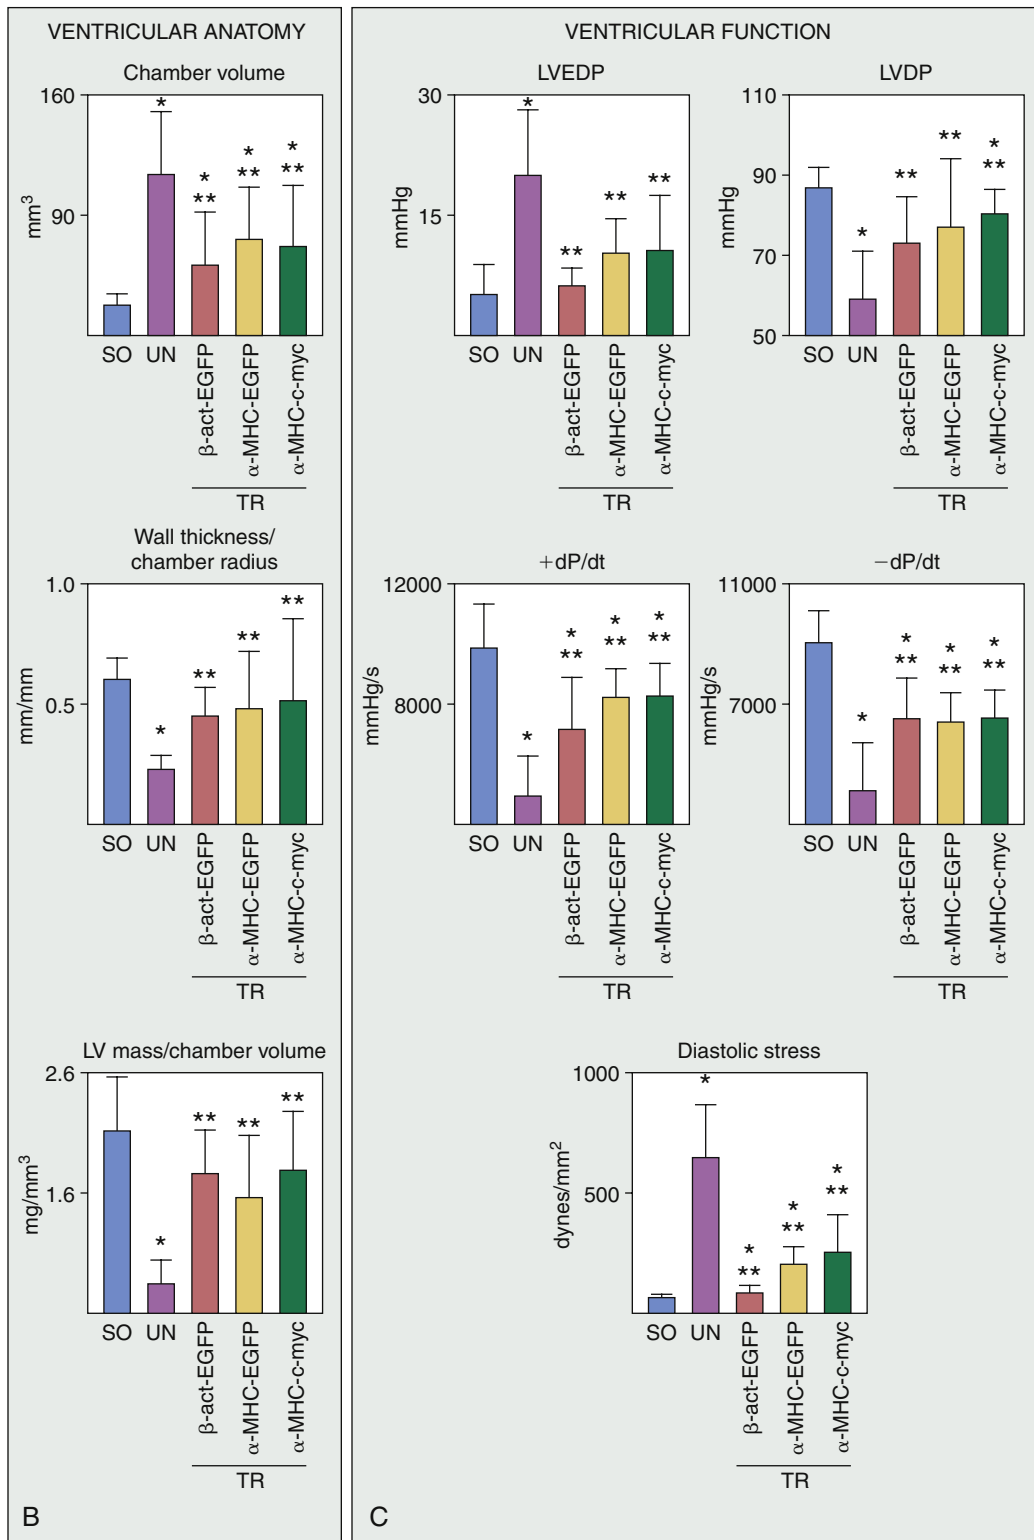 VENTRICULAR ANATOMY
Chamber volume
160
90
mm³
*
*
**
*
**
*
**
SO UN β-act-EGFP α-MHC-EGFP α-MHC-c-myc
TR
Wall thickness/
chamber radius
1.0
0.5
mm/mm
*
**
**
**
SO UN β-act-EGFP α-MHC-EGFP α-MHC-c-myc
TR
LV mass/chamber volume
2.6
1.6
mg/mm³
*
**
**
**
SO UN β-act-EGFP α-MHC-EGFP α-MHC-c-myc
TR
B
VENTRICULAR FUNCTION
LVEDP
30
15
mmHg
*
**
**
**
SO UN β-act-EGFP α-MHC-EGFP α-MHC-c-myc
TR
LVDP
110
90
70
50
mmHg
*
**
**
*
**
SO UN β-act-EGFP α-MHC-EGFP α-MHC-c-myc
TR
+dP/dt
12000
8000
mmHg/s
*
*
**
*
**
*
**
SO UN β-act-EGFP α-MHC-EGFP α-MHC-c-myc
TR
−dP/dt
11000
7000
mmHg/s
*
*
**
*
**
*
**
SO UN β-act-EGFP α-MHC-EGFP α-MHC-c-myc
TR
Diastolic stress
1000
500
dynes/mm²
*
*
**
*
**
*
**
SO UN β-act-EGFP α-MHC-EGFP α-MHC-c-myc
TR
C